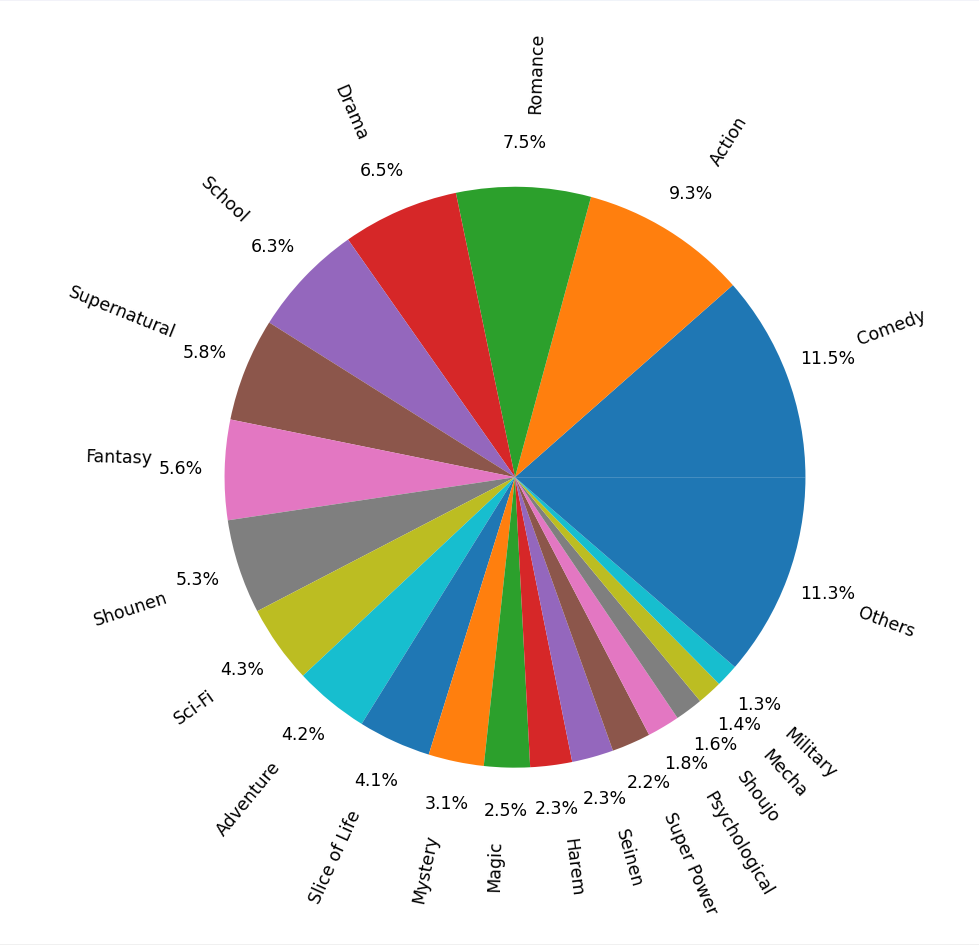 Comedy
11.5%
Action
9.3%
Romance
7.5%
Drama
6.5%
School
6.3%
Supernatural
5.8%
Fantasy
5.6%
Shounen
5.3%
Sci-Fi
4.3%
Adventure
4.2%
Slice of Life
4.1%
Mystery
3.1%
Magic
2.5%
Harem
2.3%
Seinen
2.3%
Super Power
2.2%
Psychological
1.8%
Shoujo
1.6%
Mecha
1.4%
Military
1.3%
Others
11.3%